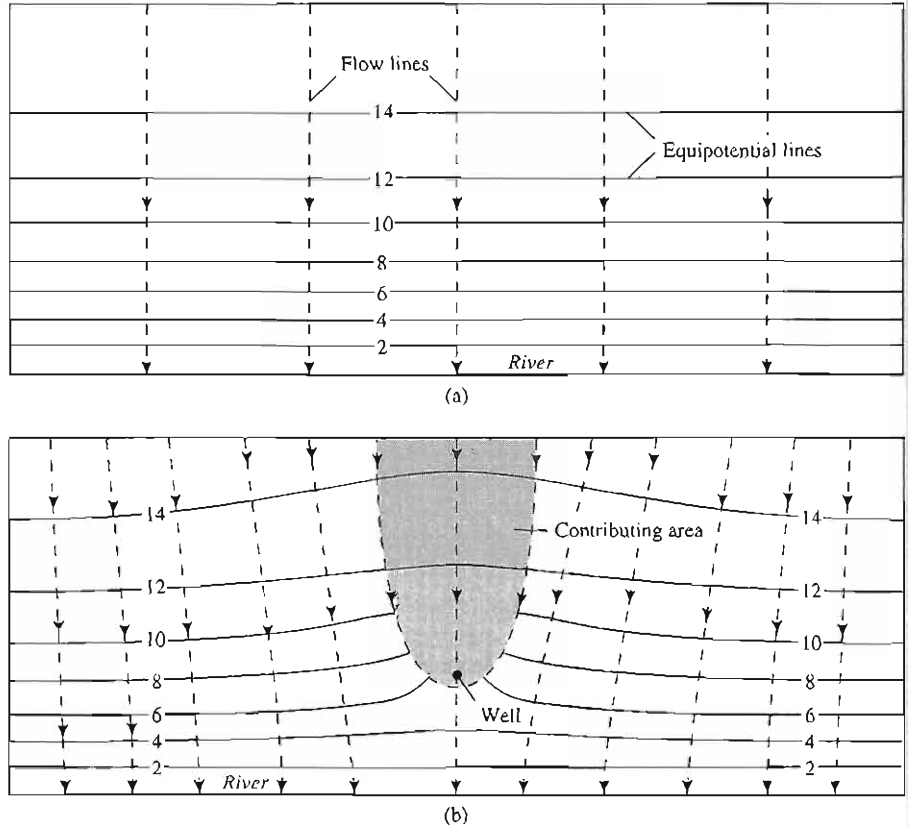 Flow lines
14
Equipotential lines
12
10
8
6
4
2
River
(a)
14 14
Contributing area
12 12
10 10
8 8
6 6
Well
4 4
2 2
River
(b)